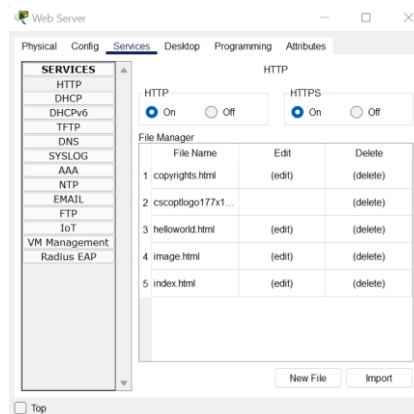 Web Server
Physical Config Services Desktop Programming Attributes
SERVICES
HTTP
DHCP
DHCPv6
TFTP
DNS
SYSLOG
AAA
NTP
EMAIL
FTP
IoT
VM Management
Radius EAP
HTTP
HTTP
On Off
HTTPS
On Off
File Manager
File Name Edit Delete
1 copyrights.html (edit) (delete)
2 cscoptlogo177x1... (delete)
3 helloworld.html (edit) (delete)
4 image.html (edit) (delete)
5 index.html (edit) (delete)
New File Import
Top